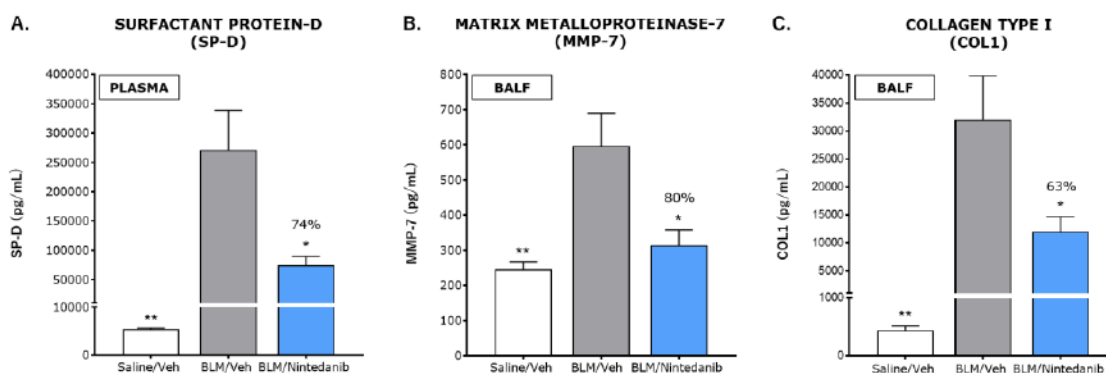 A.
SURFACTANT PROTEIN-D
(SP-D)
PLASMA
SP-D (pg/mL)
400000
350000
300000
250000
200000
150000
100000
50000
10000
0
**
74%
*
Saline/Veh BLM/Veh BLM/Nintedanib
B.
MATRIX METALLOPROTEINASE-7
(MMP-7)
BALF
MMP-7 (pg/mL)
800
700
600
500
400
300
200
100
0
**
80%
*
Saline/Veh BLM/Veh BLM/Nintedanib
C.
COLLAGEN TYPE I
(COL1)
BALF
COL1 (pg/mL)
40000
35000
30000
25000
20000
15000
10000
5000
1000
0
**
63%
*
Saline/Veh BLM/Veh BLM/Nintedanib